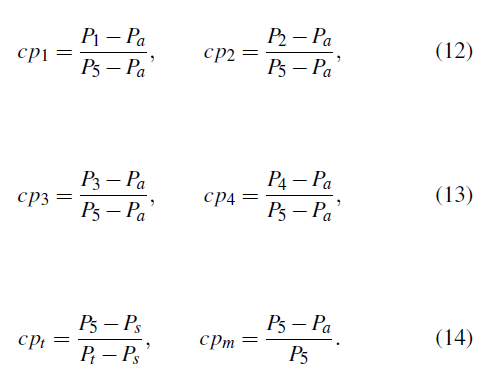 cp₁ = (P₁ − Pₐ)/(P₅ − Pₐ), cp₂ = (P₂ − Pₐ)/(P₅ − Pₐ), (12)
cp₃ = (P₃ − Pₐ)/(P₅ − Pₐ), cp₄ = (P₄ − Pₐ)/(P₅ − Pₐ), (13)
cpₜ = (P₅ − Pₛ)/(Pₜ − Pₛ), cpₘ = (P₅ − Pₐ)/P₅. (14)